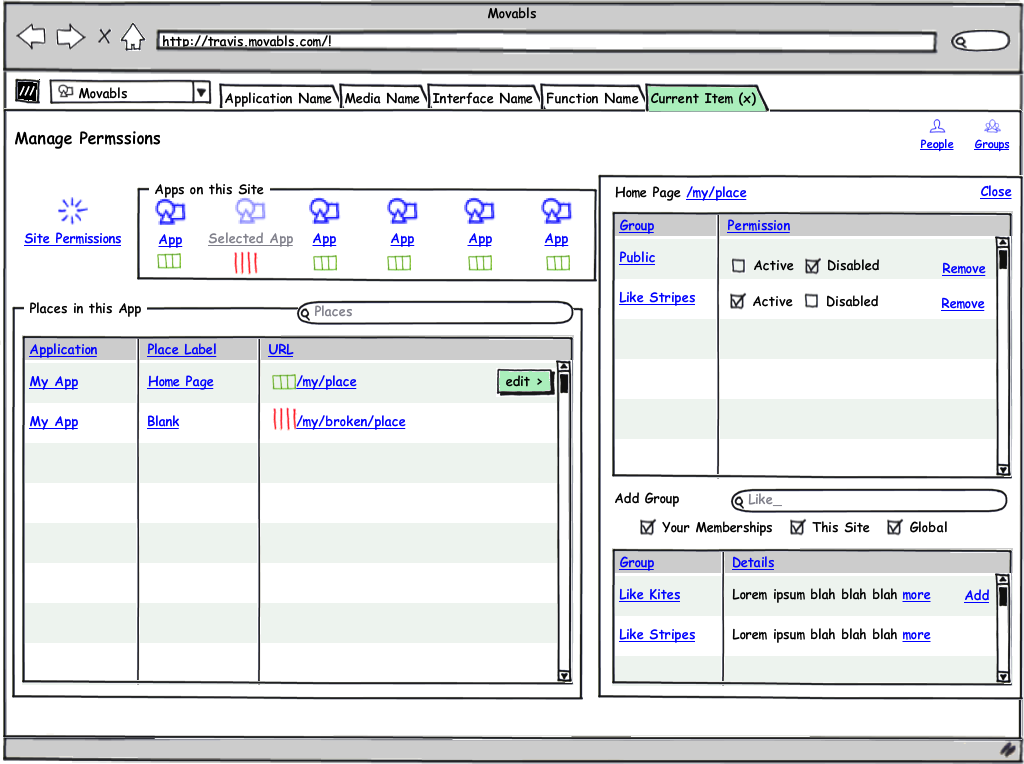 Movabls
http://travis.movabls.com/!
Movabls
Application Name
Media Name
Interface Name
Function Name
Current Item (x)
Manage Permssions
People
Groups
Site Permissions
Apps on this Site
App
Selected App
App
App
App
App
Places in this App
Places
Application
Place Label
URL
My App
Home Page
/my/place
edit >
My App
Blank
/my/broken/place
Home Page /my/place
Close
Group
Permission
Public
Active
Disabled
Remove
Like Stripes
Active
Disabled
Remove
Add Group
Like_
Your Memberships
This Site
Global
Group
Details
Like Kites
Lorem ipsum blah blah blah more
Add
Like Stripes
Lorem ipsum blah blah blah more